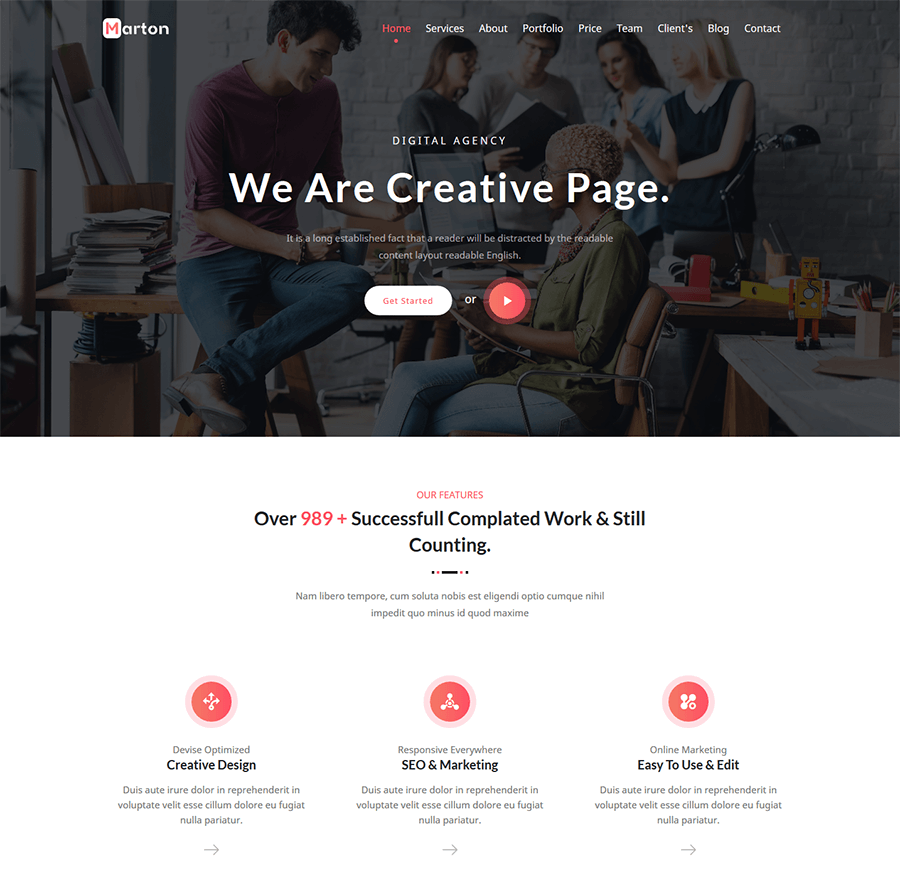 Marton
Home Services About Portfolio Price Team Client's Blog Contact
DIGITAL AGENCY
We Are Creative Page.
It is a long established fact that a reader will be distracted by the readable
content layout readable English.
Get Started or
OUR FEATURES
Over 989 + Successfull Complated Work & Still
Counting.
Nam libero tempore, cum soluta nobis est eligendi optio cumque nihil
impedit quo minus id quod maxime
Devise Optimized
Creative Design
Duis aute irure dolor in reprehenderit in
voluptate velit esse cillum dolore eu fugiat
nulla pariatur.
Responsive Everywhere
SEO & Marketing
Duis aute irure dolor in reprehenderit in
voluptate velit esse cillum dolore eu fugiat
nulla pariatur.
Online Marketing
Easy To Use & Edit
Duis aute irure dolor in reprehenderit in
voluptate velit esse cillum dolore eu fugiat
nulla pariatur.